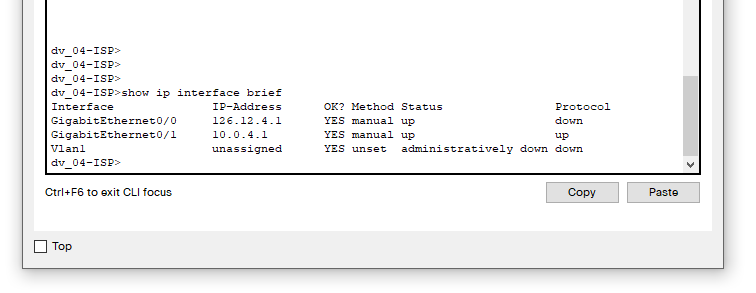 dv_04-ISP>
dv_04-ISP>
dv_04-ISP>
dv_04-ISP>show ip interface brief
Interface IP-Address OK? Method Status Protocol
GigabitEthernet0/0 126.12.4.1 YES manual up down
GigabitEthernet0/1 10.0.4.1 YES manual up up
Vlan1 unassigned YES unset administratively down down
dv_04-ISP>
Ctrl+F6 to exit CLI focus
Copy Paste
Top